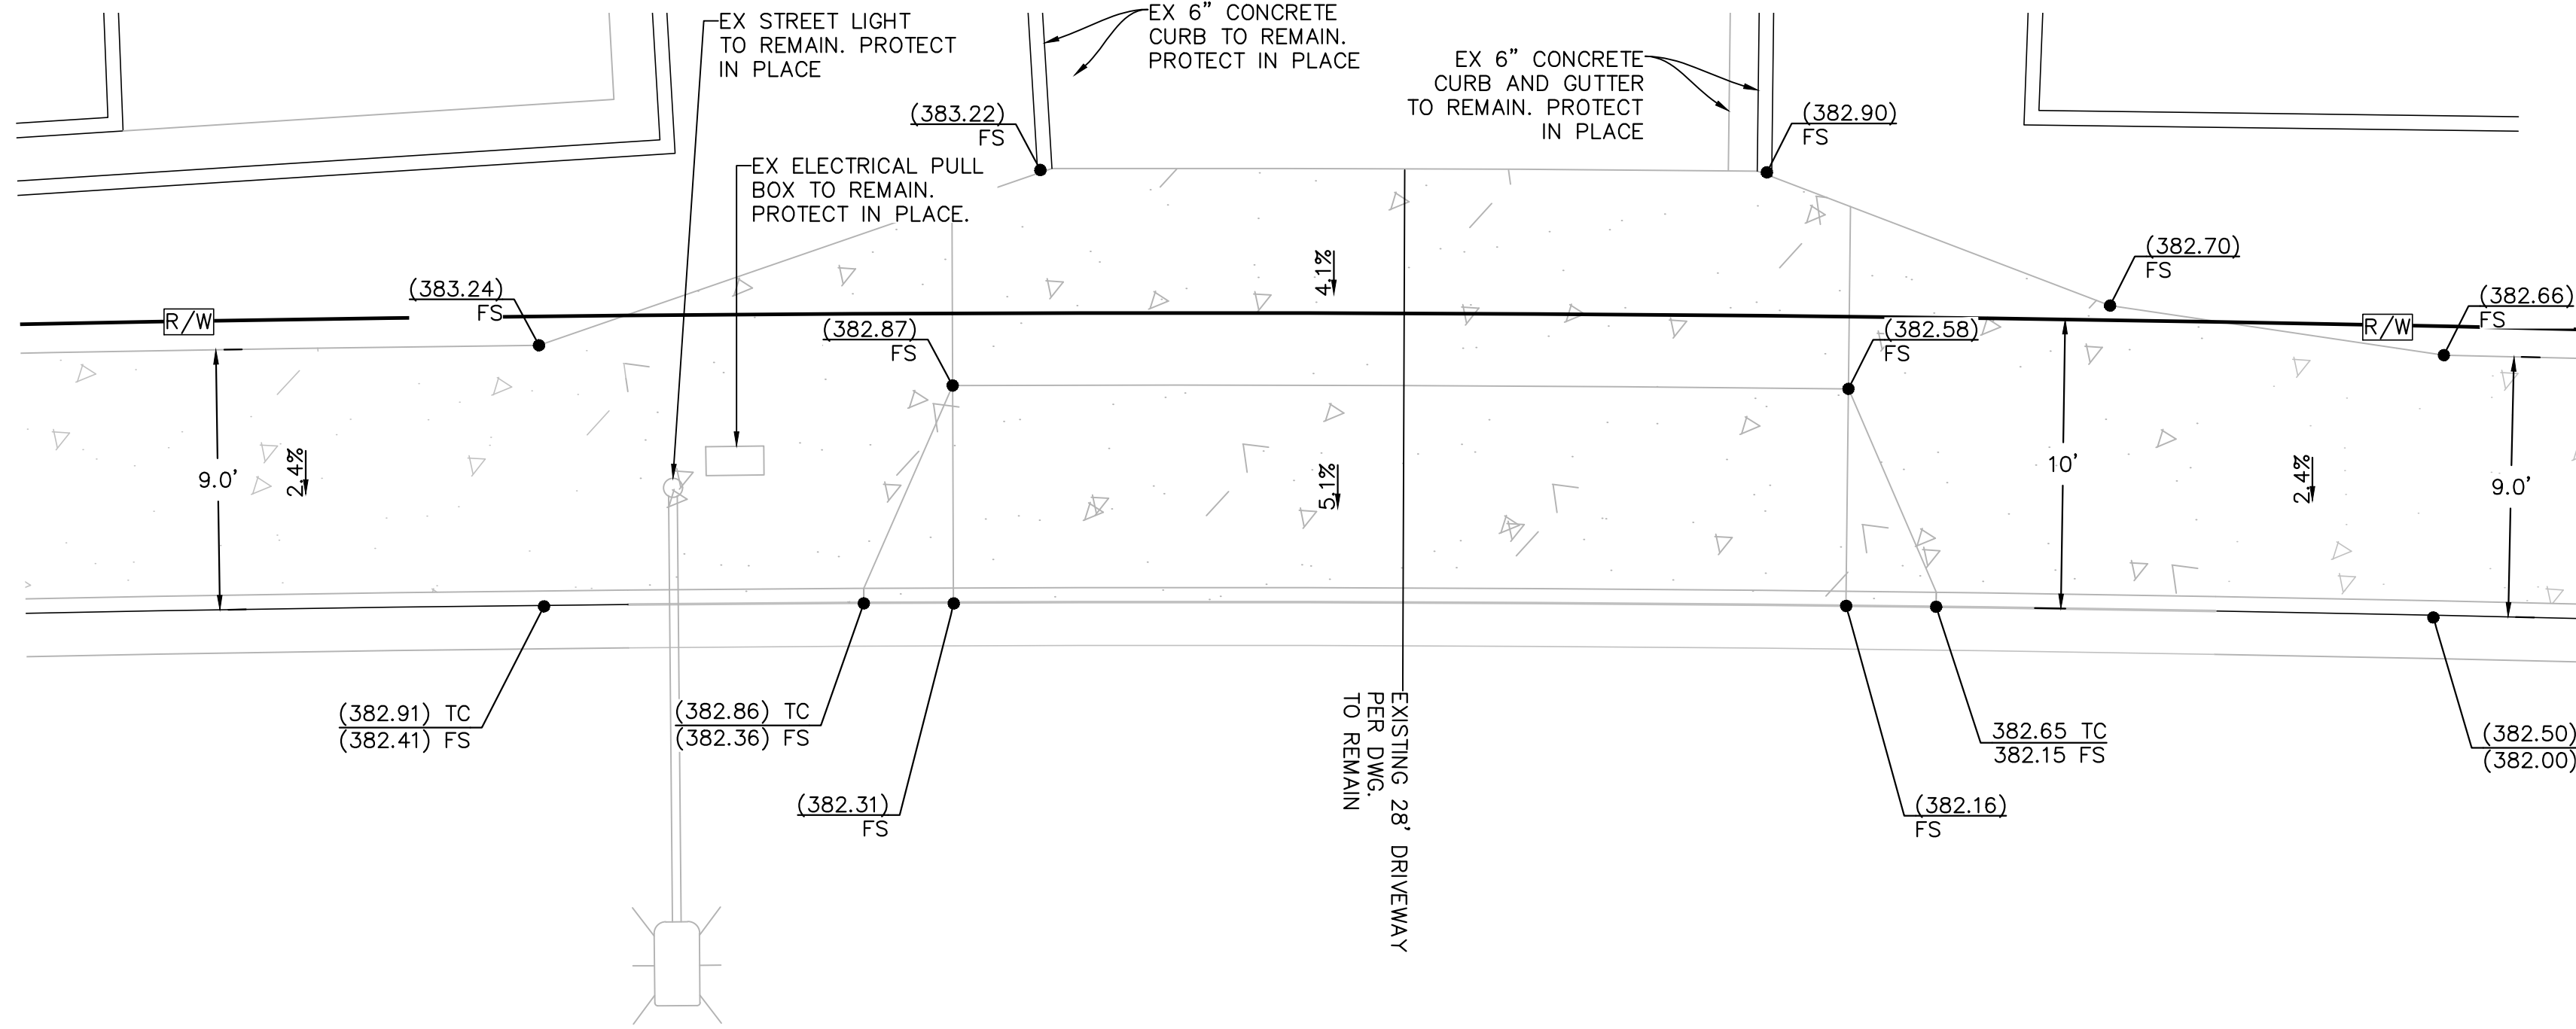 EX STREET LIGHT
TO REMAIN. PROTECT
IN PLACE
EX 6" CONCRETE
CURB TO REMAIN.
PROTECT IN PLACE
EX 6" CONCRETE
CURB AND GUTTER
TO REMAIN. PROTECT
IN PLACE
(383.22)
FS
(382.90)
FS
EX ELECTRICAL PULL
BOX TO REMAIN.
PROTECT IN PLACE.
(383.24)
FS
R/W
4.1%
(382.70)
FS
(382.66)
FS
(382.87)
FS
(382.58)
FS
R/W
9.0'
2.4%
5.1%
10'
2.4%
9.0'
(382.91) TC
(382.41) FS
(382.86) TC
(382.36) FS
(382.31)
FS
EXISTING 28' DRIVEWAY
PER DWG.
TO REMAIN
382.65 TC
382.15 FS
(382.16)
FS
(382.50)
(382.00)